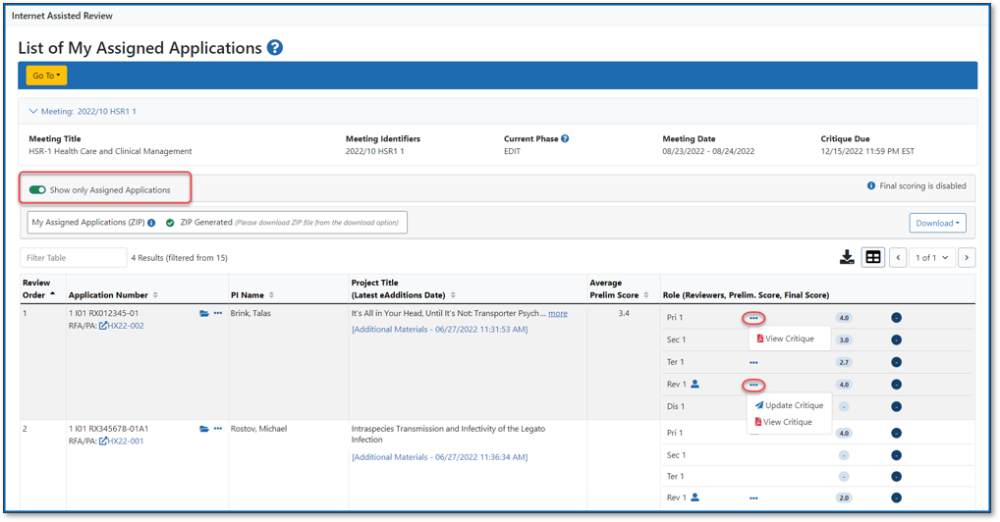 Internet Assisted Review
List of My Assigned Applications ?
Go To
Meeting: 2022/10 HSR1 1
Meeting Title Meeting Identifiers Current Phase ? Meeting Date Critique Due
HSR-1 Health Care and Clinical Management 2022/10 HSR1 1 EDIT 08/23/2022 - 08/24/2022 12/15/2022 11:59 PM EST
Show only Assigned Applications Final scoring is disabled
My Assigned Applications (ZIP) ZIP Generated (Please download ZIP file from the download option) Download
Filter Table 4 Results (filtered from 15) < 1 of 1 >
Review Order Application Number PI Name Project Title (Latest eAdditions Date) Average Prelim Score Role (Reviewers, Prelim. Score, Final Score)
1 1 I01 RX012345-01 ... Brink, Talas It's All in Your Head, Until It's Not: Transporter Psych ... more 3.4 Pri 1 ... 4.0 -
RFA/PA: HX22-002 [Additional Materials - 06/27/2022 11:31:53 AM]
View Critique
Sec 1 3.0 -
Ter 1 ... 2.7 -
Rev 1 ... 4.0 -
Update Critique
Dis 1 - -
View Critique
2 1 I01 RX345678-01A1 ... Rostov, Michael Intraspecies Transmission and Infectivity of the Legato Pri 1 ... 4.0 -
RFA/PA: HX22-001 Infection
[Additional Materials - 06/27/2022 11:36:34 AM] Sec 1 - -
Ter 1 - -
Rev 1 ... 2.0 -